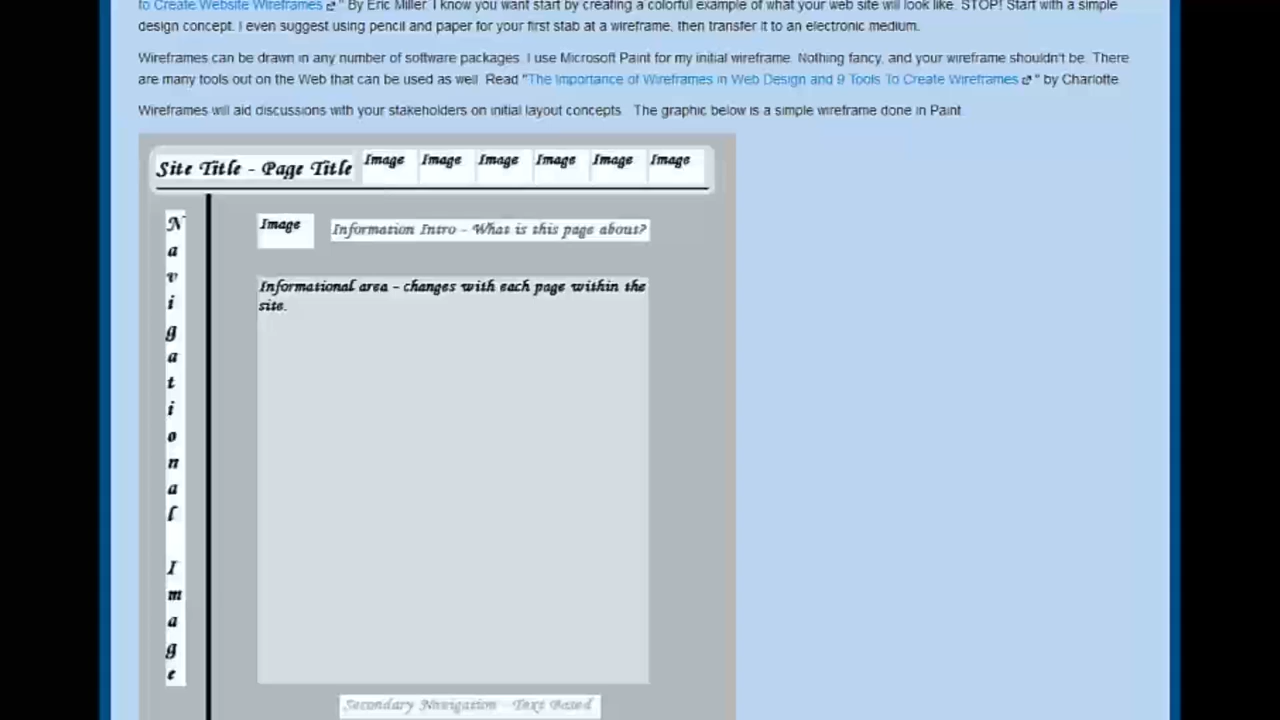 to Create Website Wireframes " By Eric Miller. I know you want start by creating a colorful example of what your web site will look like. STOP! Start with a simple
design concept. I even suggest using pencil and paper for your first stab at a wireframe, then transfer it to an electronic medium.
Wireframes can be drawn in any number of software packages. I use Microsoft Paint for my initial wireframe. Nothing fancy, and your wireframe shouldn't be. There
are many tools out on the Web that can be used as well. Read "The Importance of Wireframes in Web Design and 9 Tools To Create Wireframes " by Charlotte.
Wireframes will aid discussions with your stakeholders on initial layout concepts. The graphic below is a simple wireframe done in Paint.
Site Title - Page Title Image Image Image Image Image Image
Navigational Image
Image Information Intro - What is this page about?
Informational area - changes with each page within the
site.
Secondary Navigation - Text Based